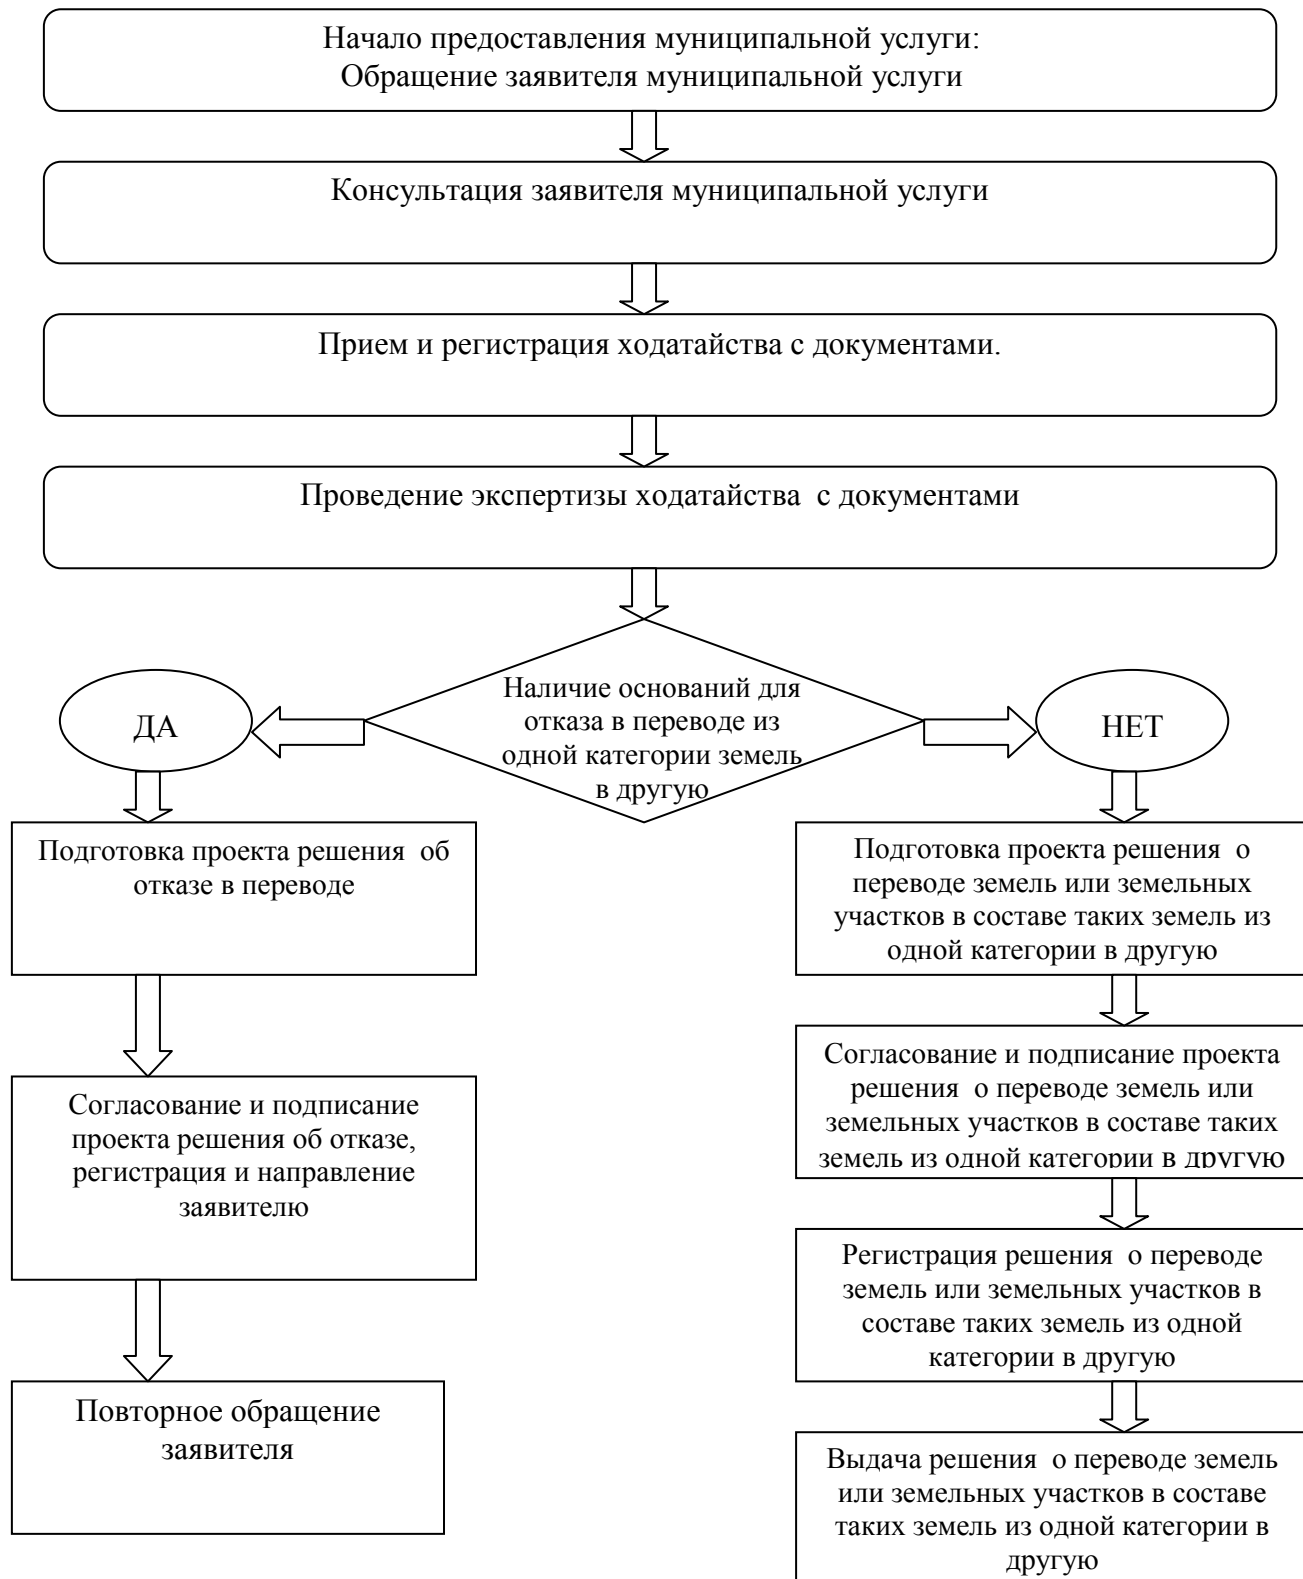 Начало предоставления муниципальной услуги:
Обращение заявителя муниципальной услуги
Консультация заявителя муниципальной услуги
Прием и регистрация ходатайства с документами.
Проведение экспертизы ходатайства с документами
Наличие оснований для
отказа в переводе из
одной категории земель
в другую
ДА
НЕТ
Подготовка проекта решения об
отказе в переводе
Согласование и подписание
проекта решения об отказе,
регистрация и направление
заявителю
Повторное обращение
заявителя
Подготовка проекта решения о
переводе земель или земельных
участков в составе таких земель из
одной категории в другую
Согласование и подписание проекта
решения о переводе земель или
земельных участков в составе таких
земель из одной категории в другую
Регистрация решения о переводе
земель или земельных участков в
составе таких земель из одной
категории в другую
Выдача решения о переводе земель
или земельных участков в составе
таких земель из одной категории в
другую